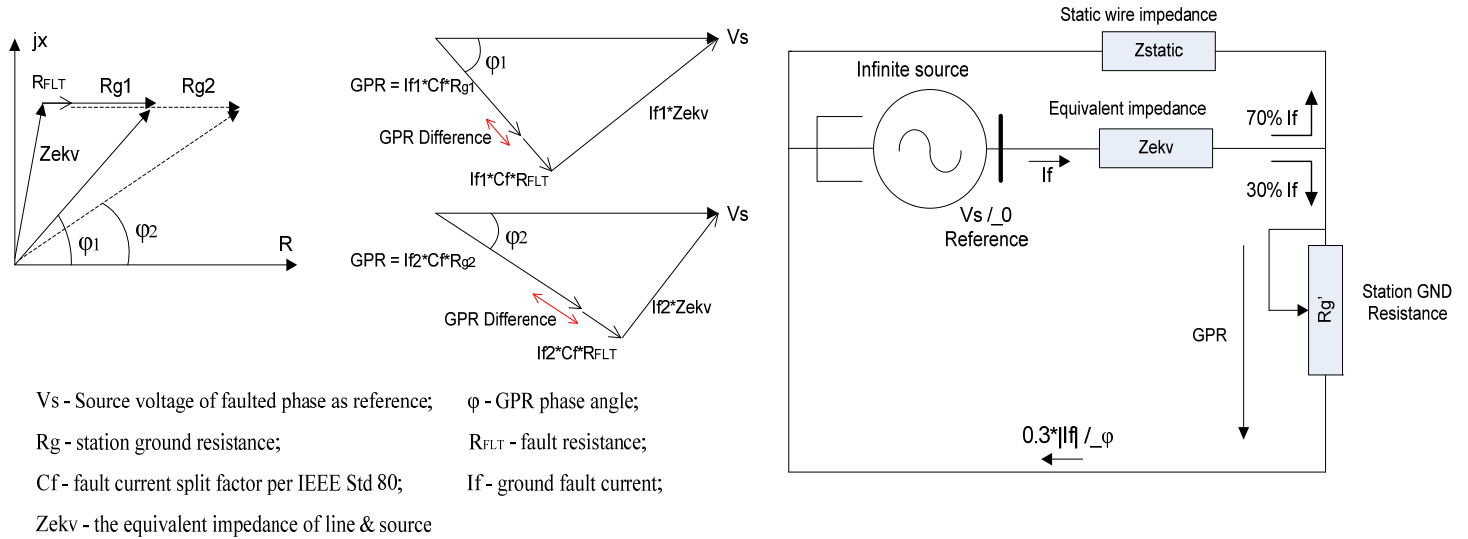 jx
RFLT Rg1 Rg2
Zekv
φ1
φ2
R
Vs
φ1
GPR = If1*Cf*Rg1
GPR Difference
If1*Zekv
If1*Cf*RFLT
Vs
φ2
GPR = If2*Cf*Rg2
GPR Difference
If2*Zekv
If2*Cf*RFLT
Vs - Source voltage of faulted phase as reference;
φ - GPR phase angle;
Rg - station ground resistance;
RFLT - fault resistance;
Cf - fault current split factor per IEEE Std 80;
If - ground fault current;
Zekv - the equivalent impedance of line & source
Static wire impedance
Zstatic
Infinite source
Equivalent impedance
Zekv
70% If
If
30% If
Vs /_0
Reference
GPR
Rg'
Station GND
Resistance
0.3*|If| /_φ